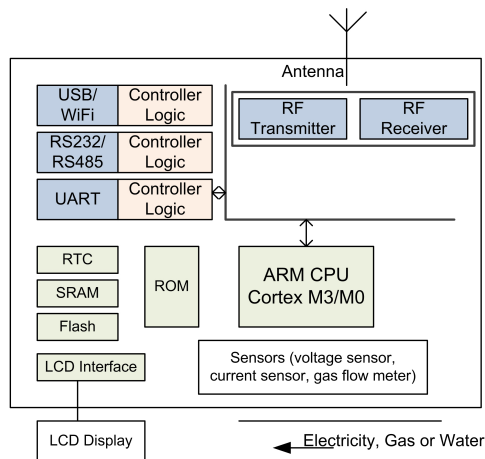 Antenna
USB/
WiFi
Controller
Logic
RF
Transmitter
RF
Receiver
RS232/
RS485
Controller
Logic
UART
Controller
Logic
RTC
SRAM
Flash
ROM
ARM CPU
Cortex M3/M0
LCD Interface
Sensors (voltage sensor,
current sensor, gas flow meter)
LCD Display
Electricity, Gas or Water